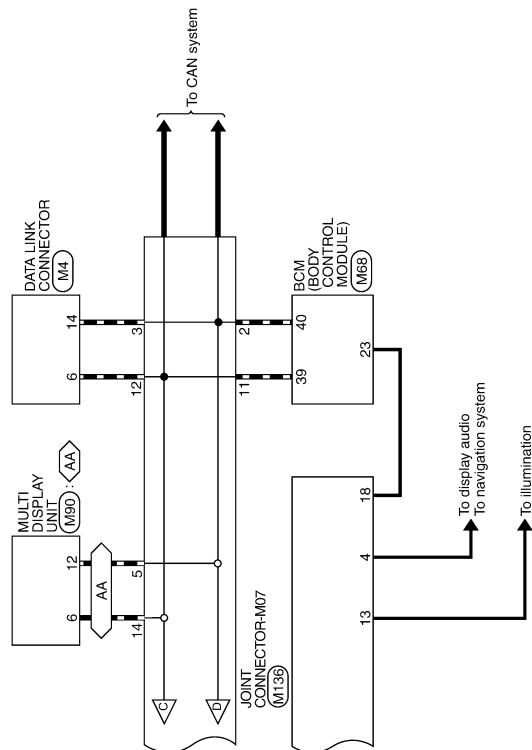 To CAN system
DATA LINK
CONNECTOR
M4
14
6
3
12
2
11
BCM
(BODY
CONTROL
MODULE)
M68
40
39
23
MULTI
DISPLAY
UNIT
M90 : AA
12
6
AA
5
14
C
D
JOINT
CONNECTOR-M07
M136
18
4
13
To display audio
To navigation system
To illumination